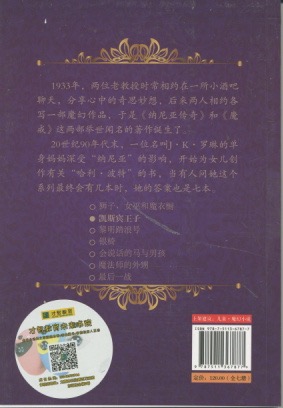 1933年，两位老教授时常相约在一所小酒吧
聊天，分享心中的奇思妙想，后来两人相约各
写一部魔幻作品，于是《纳尼亚传奇》和《魔
戒》这两部举世闻名的著作诞生了。
20世纪90年代末，一位名叫J·K·罗琳的单
身妈妈深受“纳尼亚”的影响，开始为女儿创
作有关“哈利·波特”的书，当有人问她这个
系列最终会有几本时，她的答案也是七本。
狮子、女巫和魔衣橱
凯斯宾王子
黎明踏浪号
银椅
会说话的马与男孩
魔法师的外甥
最后一战
定价：120.00（全七册）